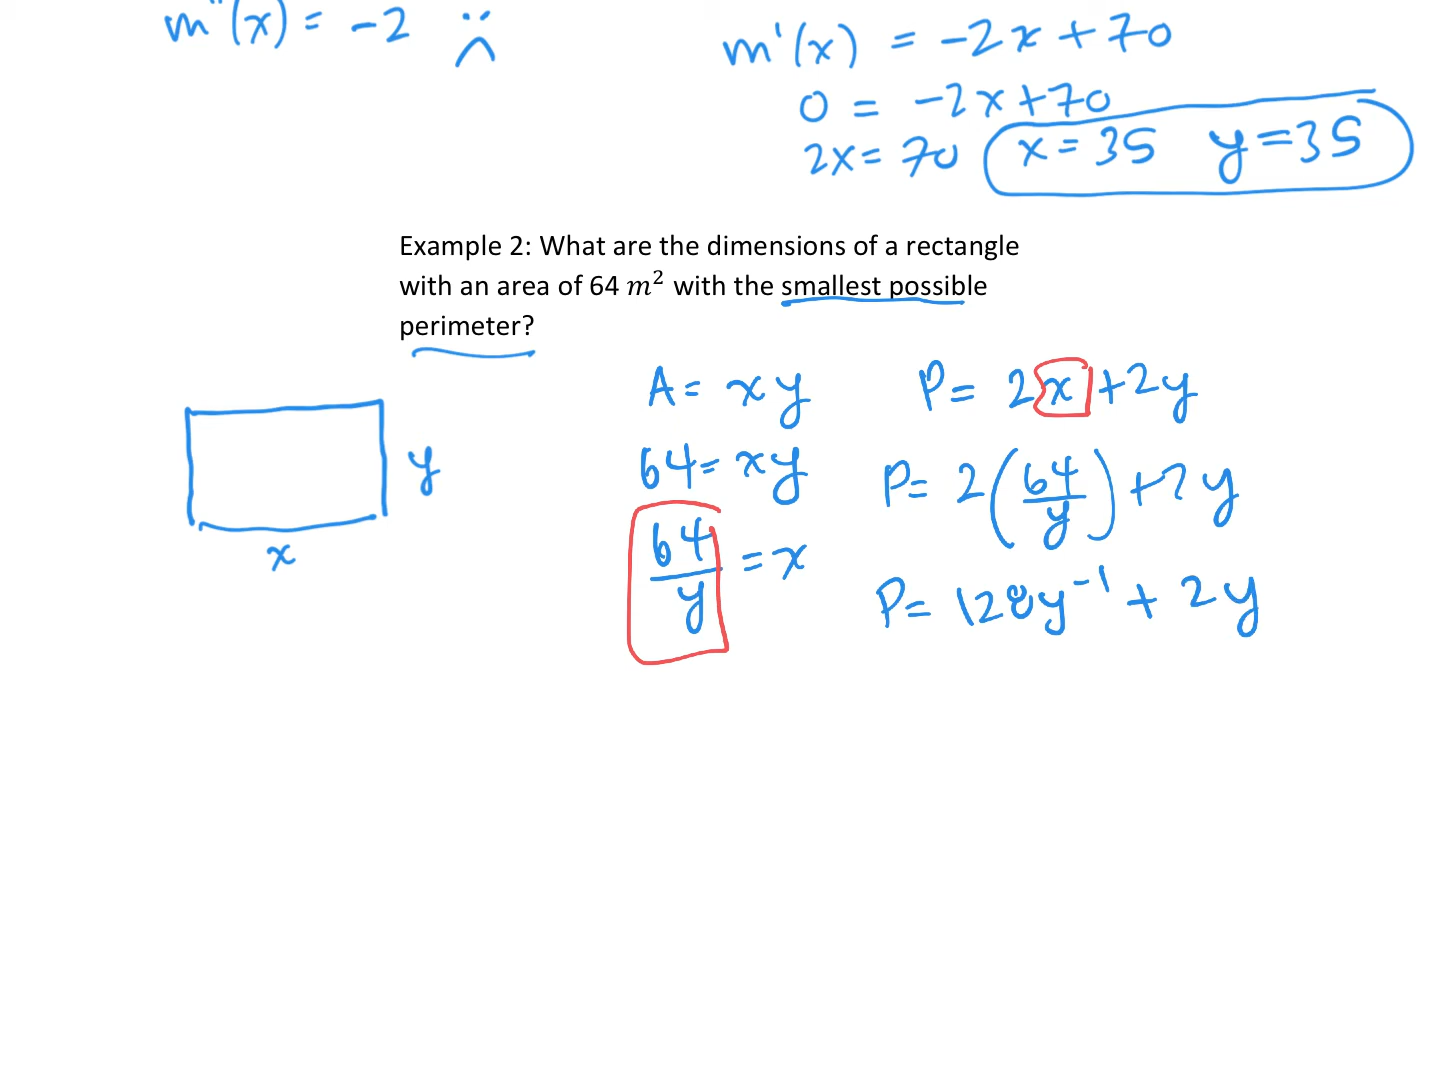 m''(x) = -2
m'(x) = -2x + 70
0 = -2x + 70
2x = 70 x = 35 y = 35
Example 2: What are the dimensions of a rectangle
with an area of 64 m² with the smallest possible
perimeter?
A = xy P = 2x + 2y
64 = xy P = 2(64/y) + 2y
y
64/y = x
x
P = 128y⁻¹ + 2y